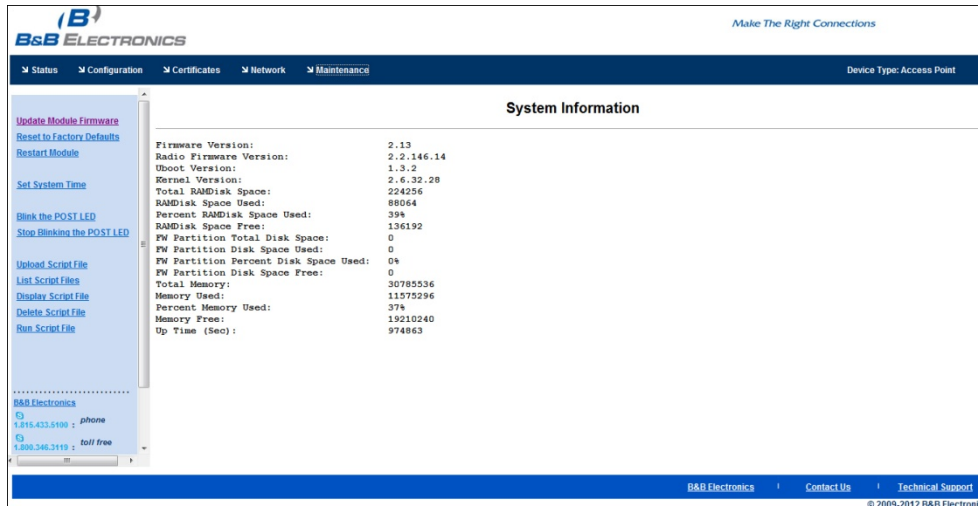 B&B ELECTRONICS
Make The Right Connections
Status Configuration Certificates Network Maintenance Device Type: Access Point
Update Module Firmware
Reset to Factory Defaults
Restart Module
Set System Time
Blink the POST LED
Stop Blinking the POST LED
Upload Script File
List Script Files
Display Script File
Delete Script File
Run Script File
B&B Electronics
1.815.433.5100 : phone
1.800.346.3119 : toll free
System Information
Firmware Version: 2.13
Radio Firmware Version: 2.2.146.14
Uboot Version: 1.3.2
Kernel Version: 2.6.32.28
Total RAMDisk Space: 224256
RAMDisk Space Used: 88064
Percent RAMDisk Space Used: 39%
RAMDisk Space Free: 136192
FW Partition Total Disk Space: 0
FW Partition Disk Space Used: 0
FW Partition Percent Disk Space Used: 0%
FW Partition Disk Space Free: 0
Total Memory: 30785536
Memory Used: 11575296
Percent Memory Used: 37%
Memory Free: 19210240
Up Time (Sec): 974863
B&B Electronics | Contact Us | Technical Support
© 2009-2012 B&B Electroni